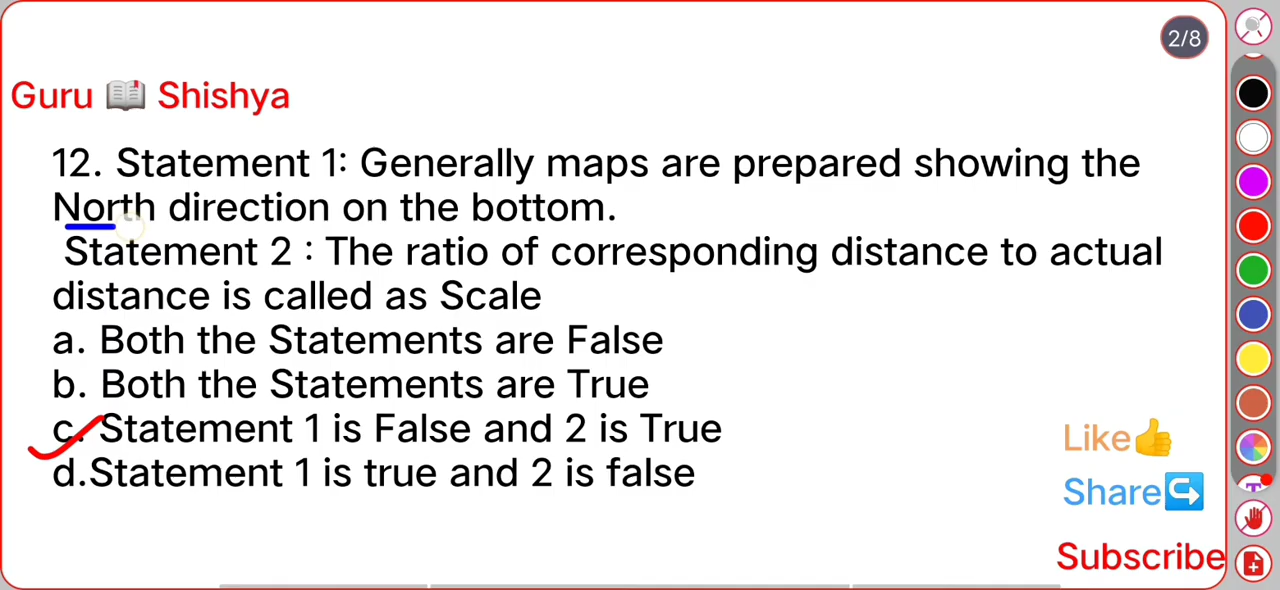 2/8
Guru 📖 Shishya
12. Statement 1: Generally maps are prepared showing the
North direction on the bottom.
Statement 2 : The ratio of corresponding distance to actual
distance is called as Scale
a. Both the Statements are False
b. Both the Statements are True
c. Statement 1 is False and 2 is True
d.Statement 1 is true and 2 is false
Like👍
Share↪️
Subscribe